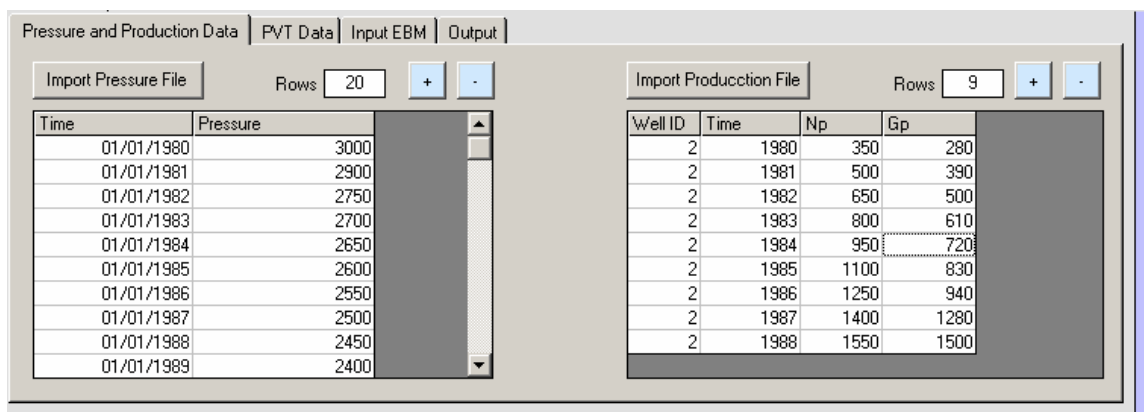 Pressure and Production Data PVT Data Input EBM Output
Import Pressure File Rows 20 + - Import Producction File Rows 9 + -
Time Pressure Well ID Time Np Gp
01/01/1980 3000 2 1980 350 280
01/01/1981 2900 2 1981 500 390
01/01/1982 2750 2 1982 650 500
01/01/1983 2700 2 1983 800 610
01/01/1984 2650 2 1984 950 720
01/01/1985 2600 2 1985 1100 830
01/01/1986 2550 2 1986 1250 940
01/01/1987 2500 2 1987 1400 1280
01/01/1988 2450 2 1988 1550 1500
01/01/1989 2400